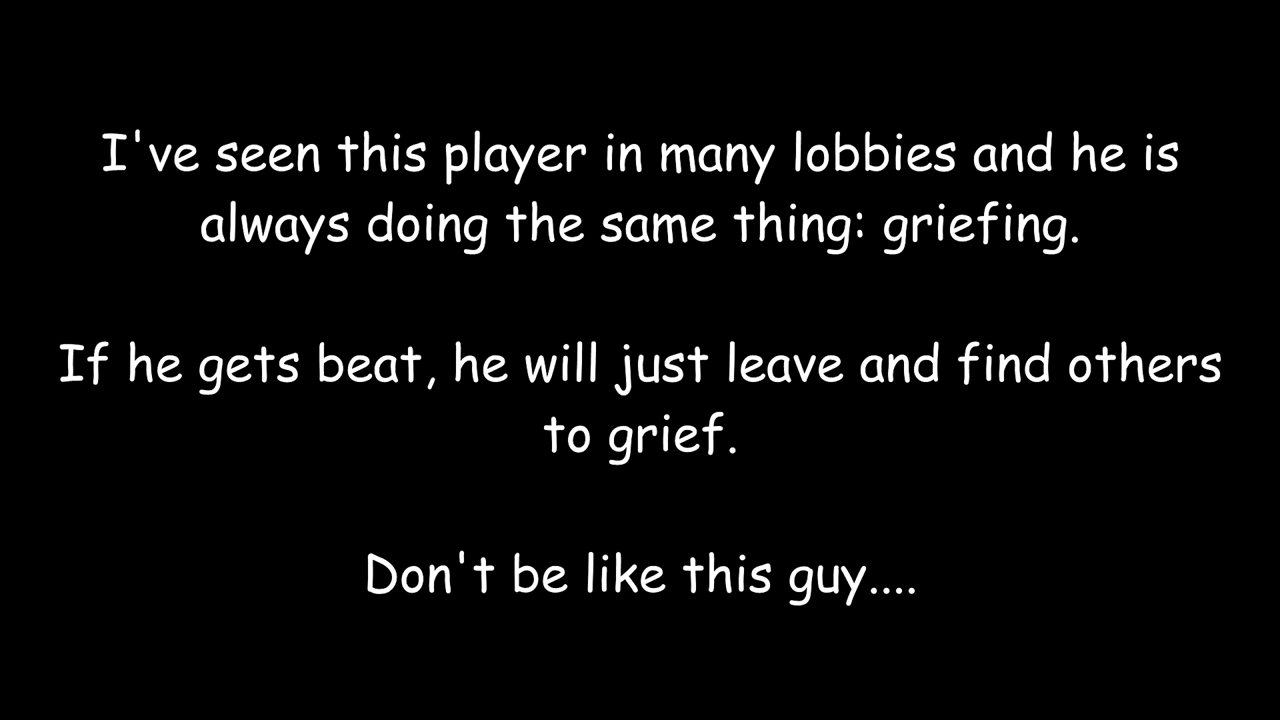 I've seen this player in many lobbies and he is
always doing the same thing: griefing.
If he gets beat, he will just leave and find others
to grief.
Don't be like this guy....